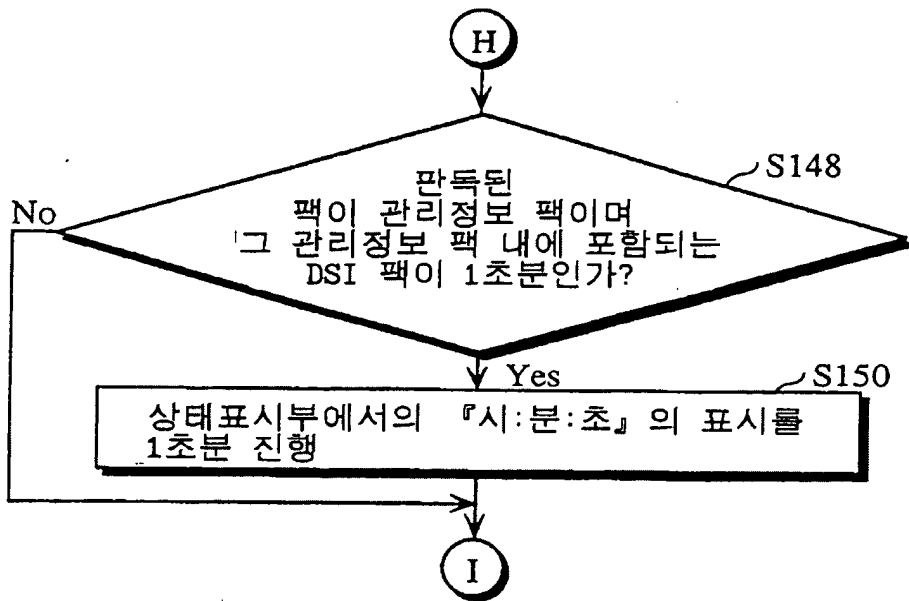 H
S148
판독된
팩이 관리정보 팩이며
그 관리정보 팩 내에 포함되는
DSI 팩이 1초분인가?
No
Yes
S150
상태표시부에서의 『시:분:초』의 표시를
1초분 진행
I